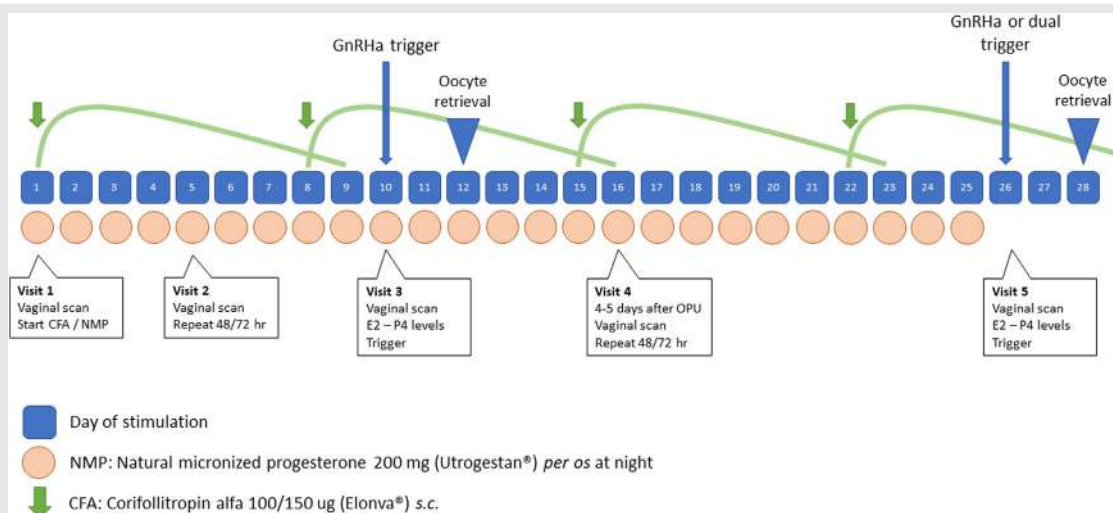 GnRHa trigger
GnRHa or dual
trigger
Oocyte
retrieval
Oocyte
retrieval
1 2 3 4 5 6 7 8 9 10 11 12 13 14 15 16 17 18 19 20 21 22 23 24 25 26 27 28
Visit 1
Vaginal scan
Start CFA / NMP
Visit 2
Vaginal scan
Repeat 48/72 hr
Visit 3
Vaginal scan
E2 – P4 levels
Trigger
Visit 4
4-5 days after OPU
Vaginal scan
Repeat 48/72 hr
Visit 5
Vaginal scan
E2 – P4 levels
Trigger
Day of stimulation
NMP: Natural micronized progesterone 200 mg (Utrogestan®) per os at night
CFA: Corifollitropin alfa 100/150 ug (Elonva®) s.c.